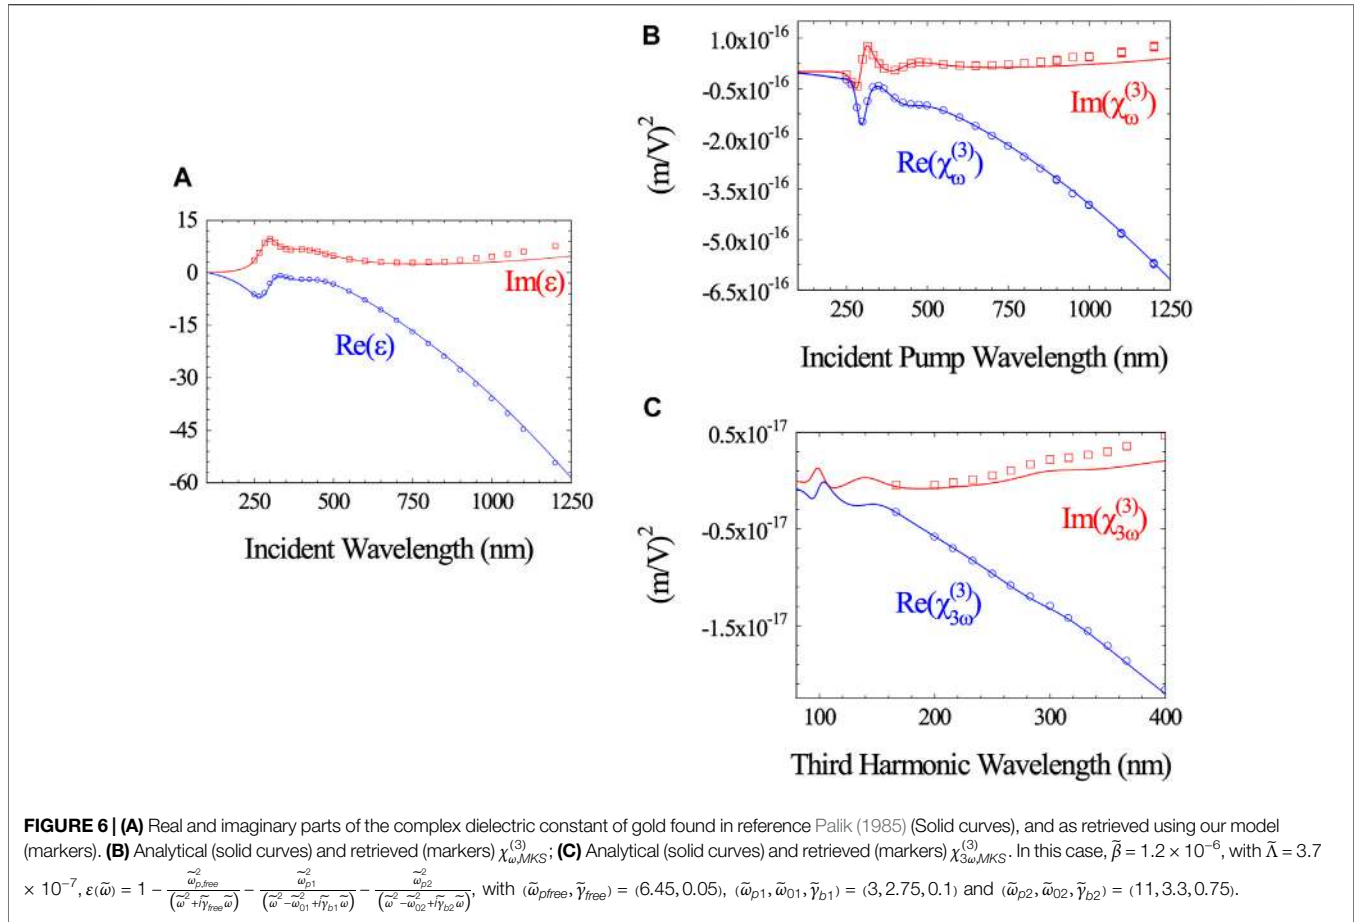 A
15
0
-15
-30
-45
-60
Im(ε)
Re(ε)
250 500 750 1000 1250
Incident Wavelength (nm)
B
1.0x10⁻¹⁶
-0.5x10⁻¹⁶
-2.0x10⁻¹⁶
-3.5x10⁻¹⁶
-5.0x10⁻¹⁶
-6.5x10⁻¹⁶
(m/V)²
Im(χ_ω^(3))
Re(χ_ω^(3))
250 500 750 1000 1250
Incident Pump Wavelength (nm)
C
0.5x10⁻¹⁷
-0.5x10⁻¹⁷
-1.5x10⁻¹⁷
(m/V)²
Im(χ_3ω^(3))
Re(χ_3ω^(3))
100 200 300 400
Third Harmonic Wavelength (nm)
FIGURE 6 | (A) Real and imaginary parts of the complex dielectric constant of gold found in reference Palik (1985) (Solid curves), and as retrieved using our model
(markers). (B) Analytical (solid curves) and retrieved (markers) χ_ω,MKS^(3); (C) Analytical (solid curves) and retrieved (markers) χ_3ω,MKS^(3). In this case, β̃ = 1.2 × 10⁻⁶, with Λ̃ = 3.7
× 10⁻⁷, ε(ω̃) = 1 − ω̃²_p,free/(ω̃²+iγ̃_free ω̃) − ω̃²_p1/(ω̃²−ω̃²_01+iγ̃_b1 ω̃) − ω̃²_p2/(ω̃²−ω̃²_02+iγ̃_b2 ω̃), with (ω̃_pfree, γ̃_free) = (6.45, 0.05), (ω̃_p1, ω̃_01, γ̃_b1) = (3, 2.75, 0.1) and (ω̃_p2, ω̃_02, γ̃_b2) = (11, 3.3, 0.75).